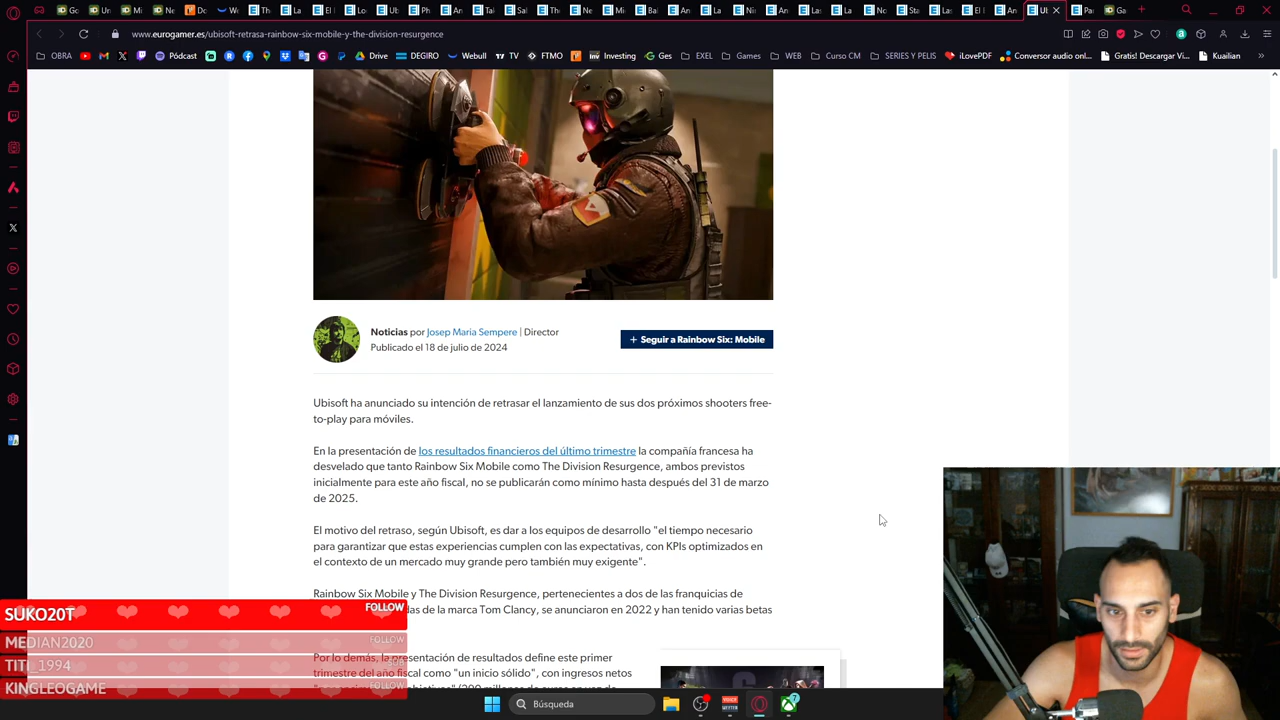 www.eurogamer.es/ubisoft-retrasa-rainbow-six-mobile-y-the-division-resurgence
OBRA
Pódcast
Drive
DEGIRO
Webull
TV
FTMO
Investing
Ges
EXEL
Games
WEB
Curso CM
SERIES Y PELIS
iLovePDF
Conversor audio onl...
Gratis! Descargar Vi...
Kuailian
Noticias por Josep Maria Sempere | Director
Publicado el 18 de julio de 2024
+ Seguir a Rainbow Six: Mobile
Ubisoft ha anunciado su intención de retrasar el lanzamiento de sus dos próximos shooters free-
to-play para móviles.
En la presentación de los resultados financieros del último trimestre la compañía francesa ha
desvelado que tanto Rainbow Six Mobile como The Division Resurgence, ambos previstos
inicialmente para este año fiscal, no se publicarán como mínimo hasta después del 31 de marzo
de 2025.
El motivo del retraso, según Ubisoft, es dar a los equipos de desarrollo "el tiempo necesario
para garantizar que estas experiencias cumplen con las expectativas, con KPIs optimizados en
el contexto de un mercado muy grande pero también muy exigente".
Rainbow Six Mobile y The Division Resurgence, pertenecientes a dos de las franquicias de
de la marca Tom Clancy, se anunciaron en 2022 y han tenido varias betas
Por lo demás, la presentación de resultados define este primer
trimestre del año fiscal como "un inicio sólido", con ingresos netos
SUKO20T FOLLOW
MEDIAN2020 FOLLOW
TITI_1994
KINGLEOGAME FOLLOW
Búsqueda